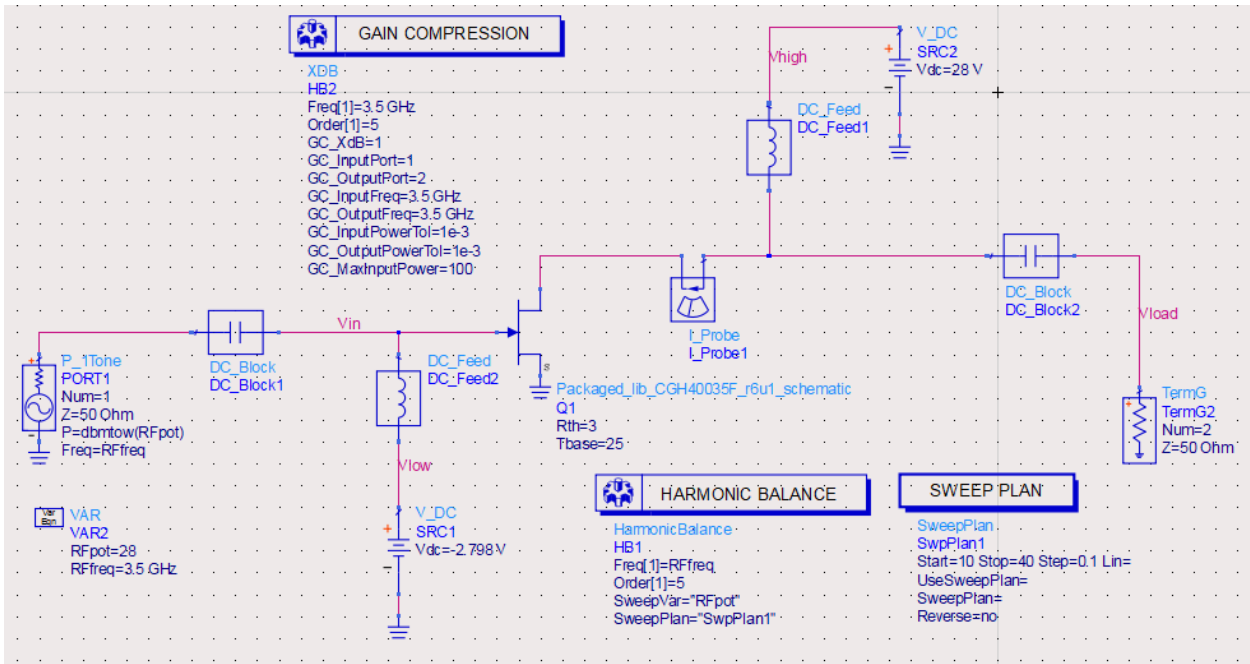 GAIN COMPRESSION
XDB
HB2
Freq[1]=3.5 GHz
Order[1]=5
GC_XdB=1
GC_InputPort=1
GC_OutputPort=2
GC_InputFreq=3.5 GHz
GC_OutputFreq=3.5 GHz
GC_InputPowerTol=1e-3
GC_OutputPowerTol=1e-3
GC_MaxInputPower=100
Vhigh
V_DC
SRC2
Vdc=28 V
DC_Feed
DC_Feed1
DC_Block
DC_Block2
Vload
I_Probe
I_Probe1
Vin
DC_Block
DC_Block1
DC_Feed
DC_Feed2
P_1Tone
PORT1
Num=1
Z=50 Ohm
P=dbmtow(RFpot)
Freq=RFfreq
S
Packaged_lib_CGH40035F_r6u1_schematic
Q1
Rth=3
Tbase=25
TermG
TermG2
Num=2
Z=50 Ohm
Vlow
V_DC
SRC1
Vdc=-2.798 V
Var
Eqn
VAR
VAR2
RFpot=28
RFfreq=3.5 GHz
HARMONIC BALANCE
HarmonicBalance
HB1
Freq[1]=RFfreq
Order[1]=5
SweepVar="RFpot"
SweepPlan="SwpPlan1"
SWEEP PLAN
SweepPlan
SwpPlan1
Start=10 Stop=40 Step=0.1 Lin=
UseSweepPlan=
SweepPlan=
Reverse=no